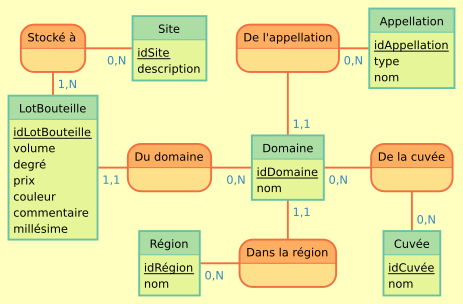 Stocké à
0,N
1,N
Site
idSite
description
De l'appellation
0,N
1,1
Appellation
idAppellation
type
nom
LotBouteille
idLotBouteille
volume
degré
prix
couleur
commentaire
millésime
1,1
Du domaine
0,N
Domaine
idDomaine
nom
0,N
1,1
De la cuvée
0,N
Région
idRégion
nom
0,N
Dans la région
Cuvée
idCuvée
nom